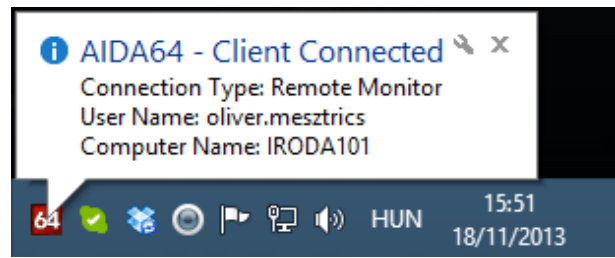 AIDA64 - Client Connected
Connection Type: Remote Monitor
User Name: oliver.mesztrics
Computer Name: IRODA101
64
HUN
15:51
18/11/2013